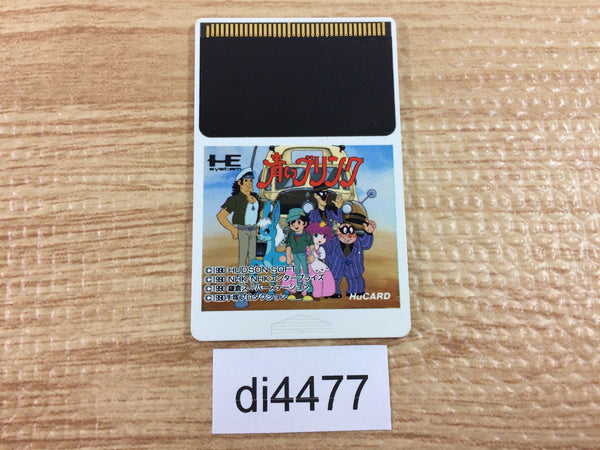 HE
system
青いブリンク
©1990 HUDSON SOFT
©1990 NHK, NHKエンタープライズ
©1990 鎌倉スーパーステーション
©1990 手塚プロダクション
HuCARD
di4477